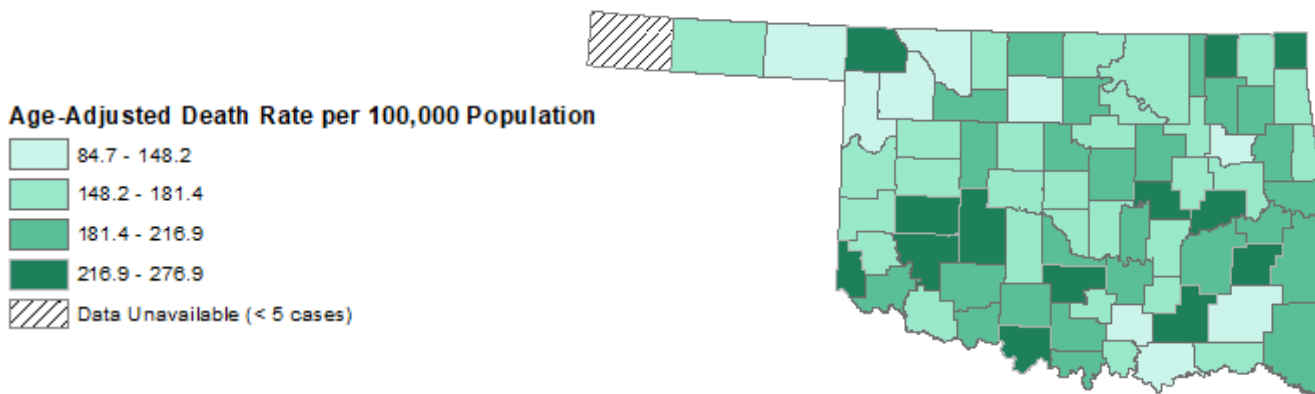 Age-Adjusted Death Rate per 100,000 Population
84.7 - 148.2
148.2 - 181.4
181.4 - 216.9
216.9 - 276.9
Data Unavailable (< 5 cases)